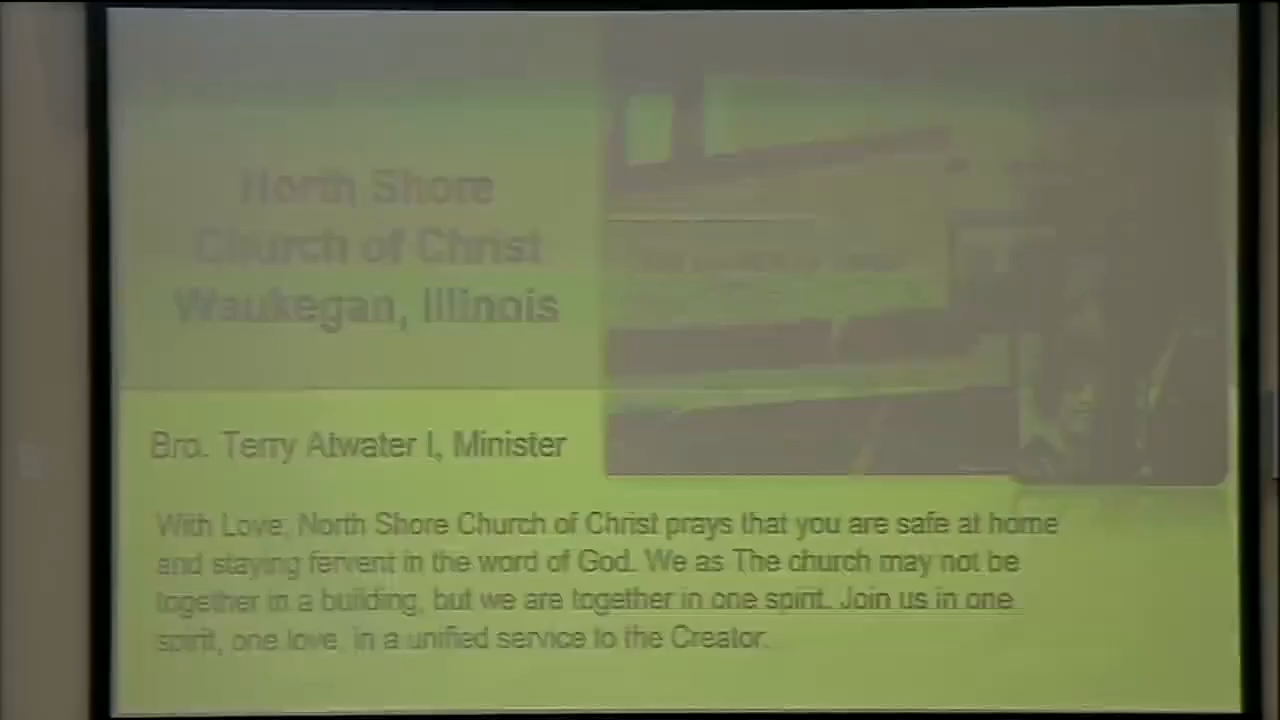 North Shore
Church of Christ
Waukegan, Illinois
Bro. Terry Atwater I, Minister
With Love, North Shore Church of Christ prays that you are safe at home
and staying fervent in the word of God. We as The church may not be
together in a building, but we are together in one spirit. Join us in one
spirit, one love, in a unified service to the Creator.